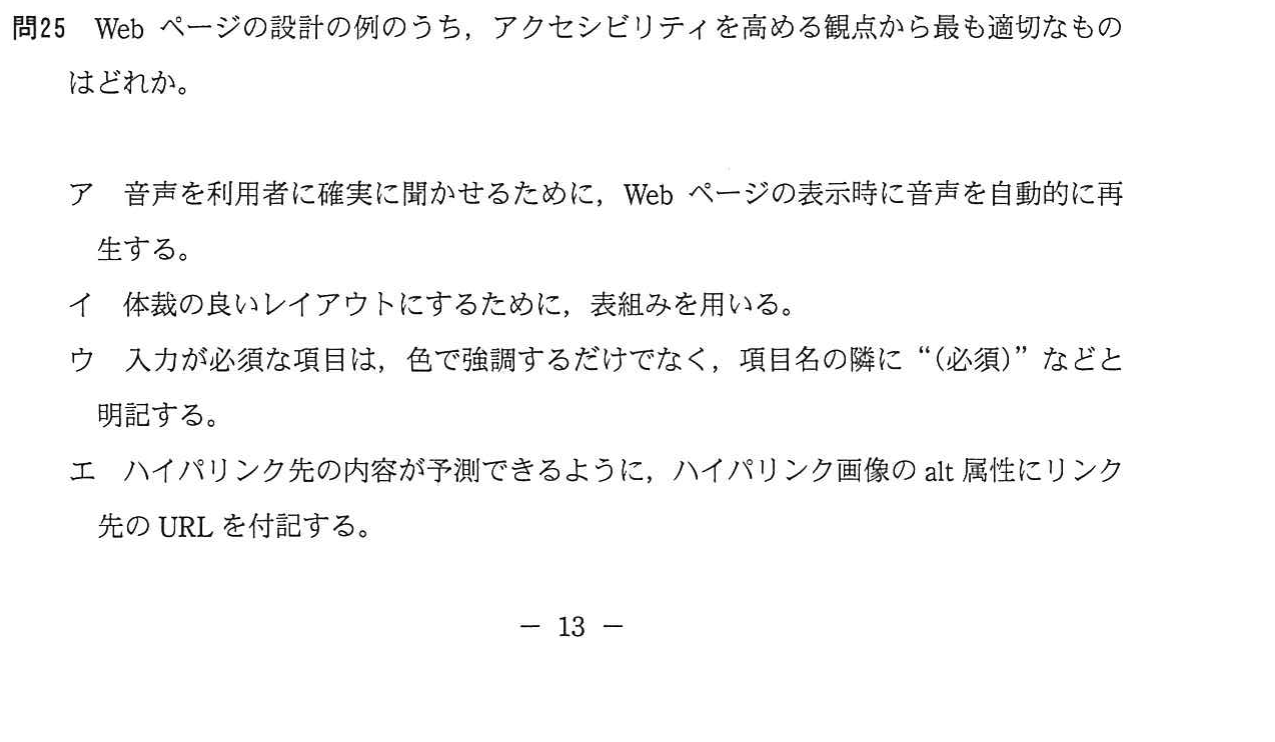 問25 Web ページの設計の例のうち，アクセシビリティを高める観点から最も適切なもの
はどれか。
ア 音声を利用者に確実に聞かせるために，Web ページの表示時に音声を自動的に再
生する。
イ 体裁の良いレイアウトにするために，表組みを用いる。
ウ 入力が必須な項目は，色で強調するだけでなく，項目名の隣に“（必須）”などと
明記する。
エ ハイパリンク先の内容が予測できるように，ハイパリンク画像の alt 属性にリンク
先の URL を付記する。
－ 13 －